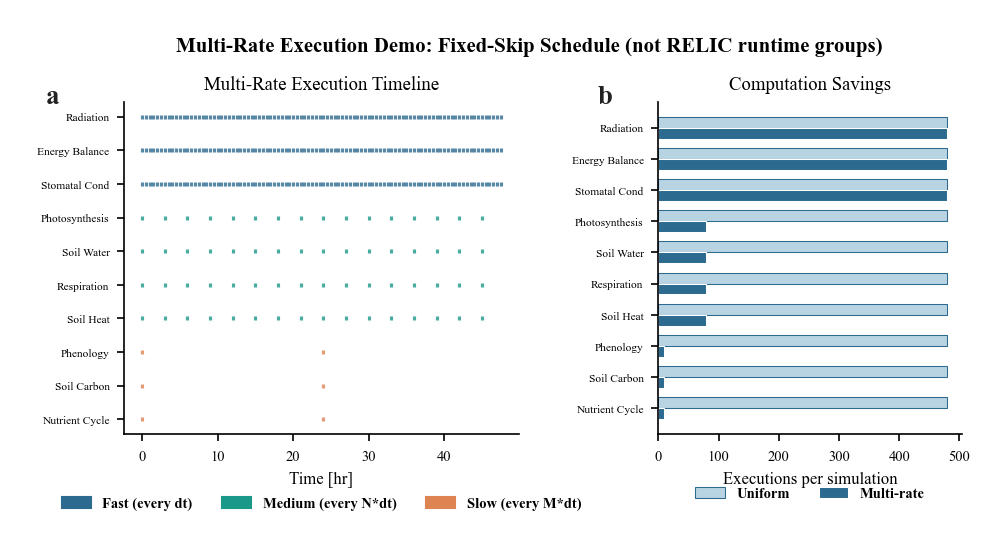 Multi-Rate Execution Demo: Fixed-Skip Schedule (not RELIC runtime groups)
a
Multi-Rate Execution Timeline
Radiation
Energy Balance
Stomatal Cond
Photosynthesis
Soil Water
Respiration
Soil Heat
Phenology
Soil Carbon
Nutrient Cycle
0 10 20 30 40
Time [hr]
Fast (every dt) Medium (every N*dt) Slow (every M*dt)
b
Computation Savings
Radiation
Energy Balance
Stomatal Cond
Photosynthesis
Soil Water
Respiration
Soil Heat
Phenology
Soil Carbon
Nutrient Cycle
0 100 200 300 400 500
Executions per simulation
Uniform Multi-rate